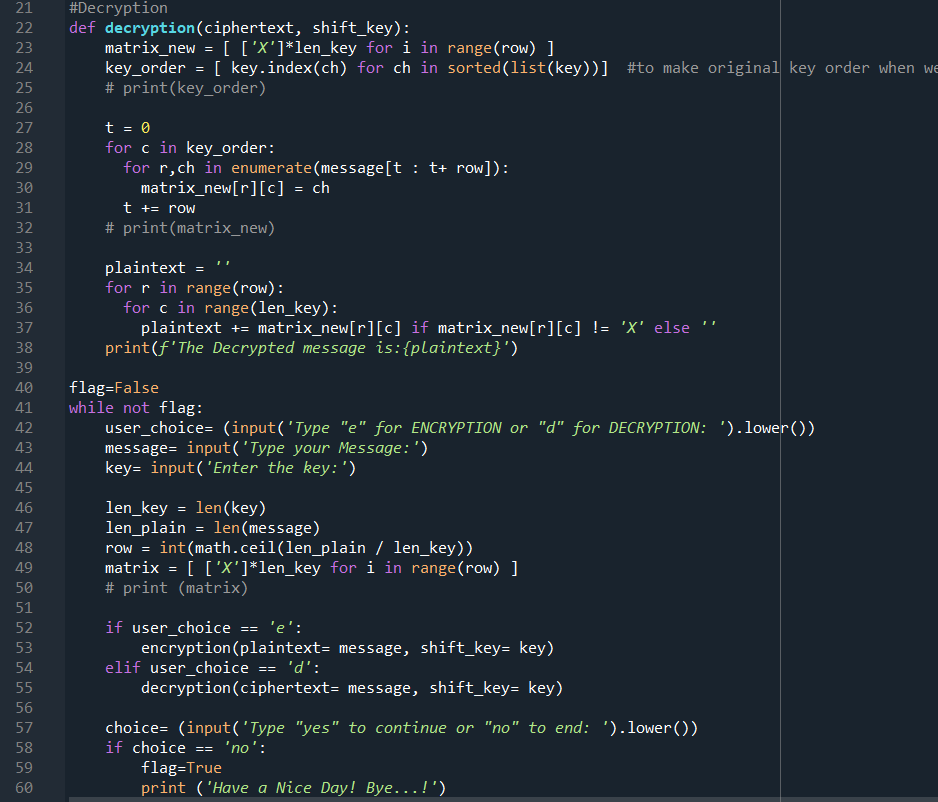 21 #Decryption
22 def decryption(ciphertext, shift_key):
23     matrix_new = [ ['X']*len_key for i in range(row) ]
24     key_order = [ key.index(ch) for ch in sorted(list(key))]  #to make original key order when we
25     # print(key_order)
26
27     t = 0
28     for c in key_order:
29       for r,ch in enumerate(message[t : t+ row]):
30         matrix_new[r][c] = ch
31       t += row
32     # print(matrix_new)
33
34     plaintext = ''
35     for r in range(row):
36       for c in range(len_key):
37         plaintext += matrix_new[r][c] if matrix_new[r][c] != 'X' else ''
38     print(f'The Decrypted message is:{plaintext}')
39
40 flag=False
41 while not flag:
42     user_choice= (input('Type "e" for ENCRYPTION or "d" for DECRYPTION: ').lower())
43     message= input('Type your Message:')
44     key= input('Enter the key:')
45
46     len_key = len(key)
47     len_plain = len(message)
48     row = int(math.ceil(len_plain / len_key))
49     matrix = [ ['X']*len_key for i in range(row) ]
50     # print (matrix)
51
52     if user_choice == 'e':
53         encryption(plaintext= message, shift_key= key)
54     elif user_choice == 'd':
55         decryption(ciphertext= message, shift_key= key)
56
57     choice= (input('Type "yes" to continue or "no" to end: ').lower())
58     if choice == 'no':
59         flag=True
60         print ('Have a Nice Day! Bye...!')